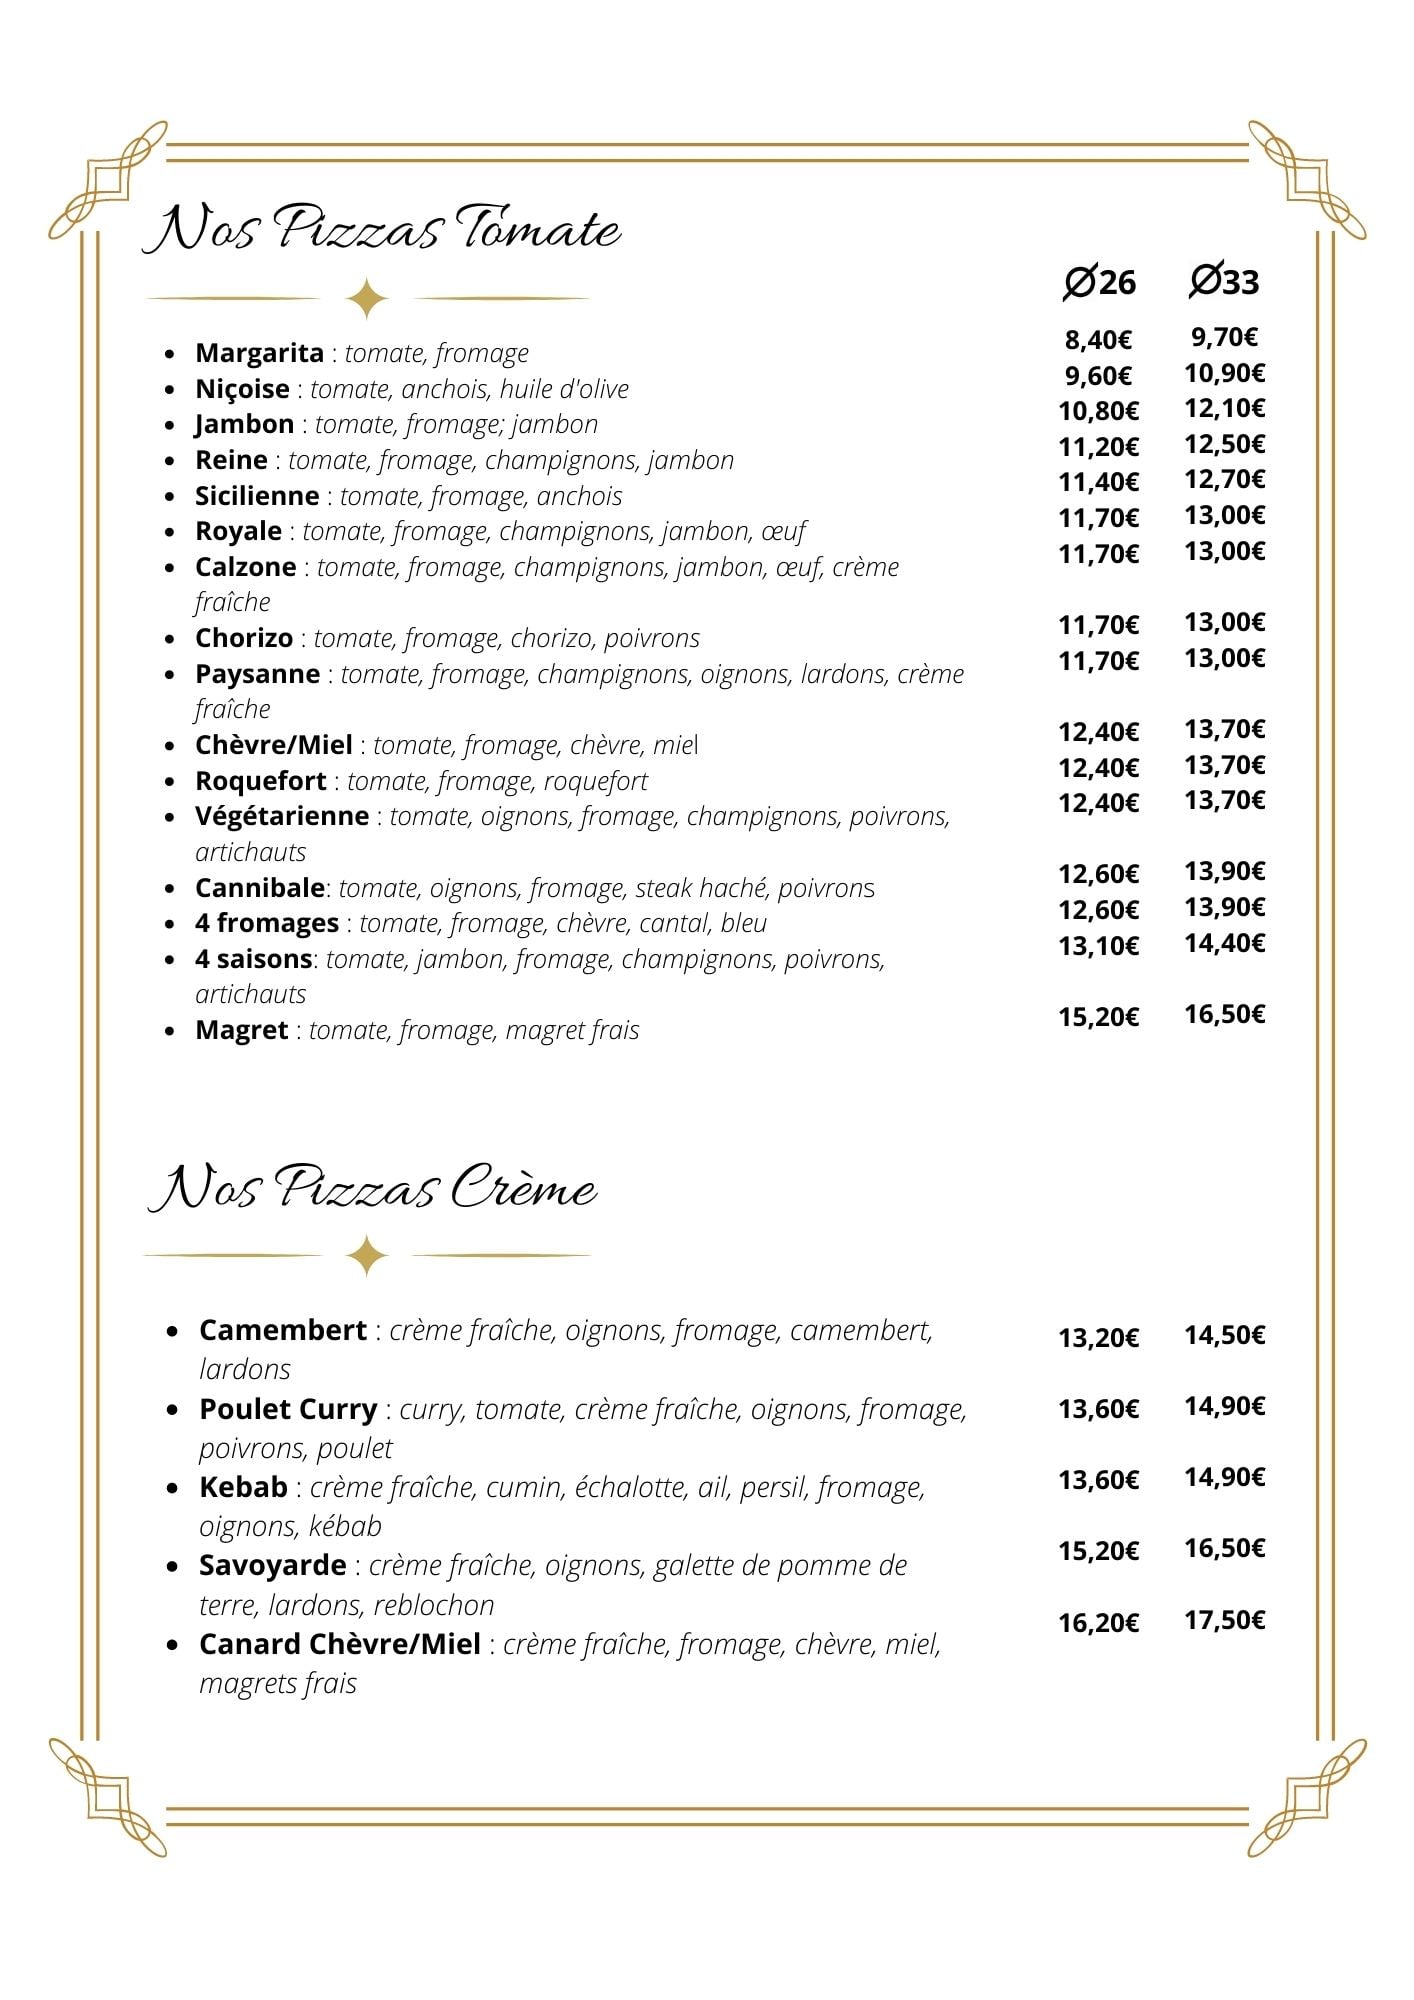 Nos Pizzas Tomate
Ø26 Ø33
• Margarita : tomate, fromage 8,40€ 9,70€
• Niçoise : tomate, anchois, huile d'olive 9,60€ 10,90€
• Jambon : tomate, fromage; jambon 10,80€ 12,10€
• Reine : tomate, fromage, champignons, jambon 11,20€ 12,50€
• Sicilienne : tomate, fromage, anchois 11,40€ 12,70€
• Royale : tomate, fromage, champignons, jambon, œuf 11,70€ 13,00€
• Calzone : tomate, fromage, champignons, jambon, œuf, crème 11,70€ 13,00€
fraîche
• Chorizo : tomate, fromage, chorizo, poivrons 11,70€ 13,00€
• Paysanne : tomate, fromage, champignons, oignons, lardons, crème 11,70€ 13,00€
fraîche
• Chèvre/Miel : tomate, fromage, chèvre, miel 12,40€ 13,70€
• Roquefort : tomate, fromage, roquefort 12,40€ 13,70€
• Végétarienne : tomate, oignons, fromage, champignons, poivrons, 12,40€ 13,70€
artichauts
• Cannibale: tomate, oignons, fromage, steak haché, poivrons 12,60€ 13,90€
• 4 fromages : tomate, fromage, chèvre, cantal, bleu 12,60€ 13,90€
• 4 saisons: tomate, jambon, fromage, champignons, poivrons, 13,10€ 14,40€
artichauts
• Magret : tomate, fromage, magret frais 15,20€ 16,50€
Nos Pizzas Crème
• Camembert : crème fraîche, oignons, fromage, camembert, 13,20€ 14,50€
lardons
• Poulet Curry : curry, tomate, crème fraîche, oignons, fromage, 13,60€ 14,90€
poivrons, poulet
• Kebab : crème fraîche, cumin, échalotte, ail, persil, fromage, 13,60€ 14,90€
oignons, kébab
• Savoyarde : crème fraîche, oignons, galette de pomme de 15,20€ 16,50€
terre, lardons, reblochon
• Canard Chèvre/Miel : crème fraîche, fromage, chèvre, miel, 16,20€ 17,50€
magrets frais